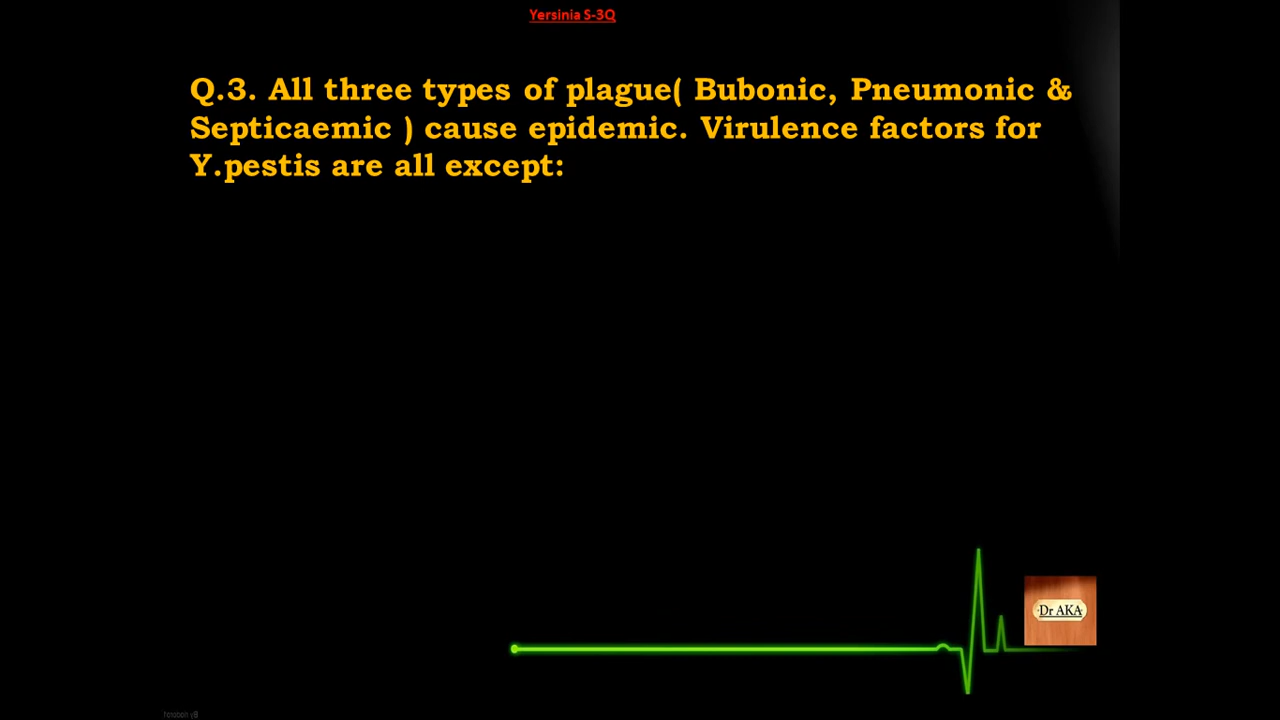 Yersinia S-3Q
Q.3. All three types of plague( Bubonic, Pneumonic &
Septicaemic ) cause epidemic. Virulence factors for
Y.pestis are all except:
Dr AKA